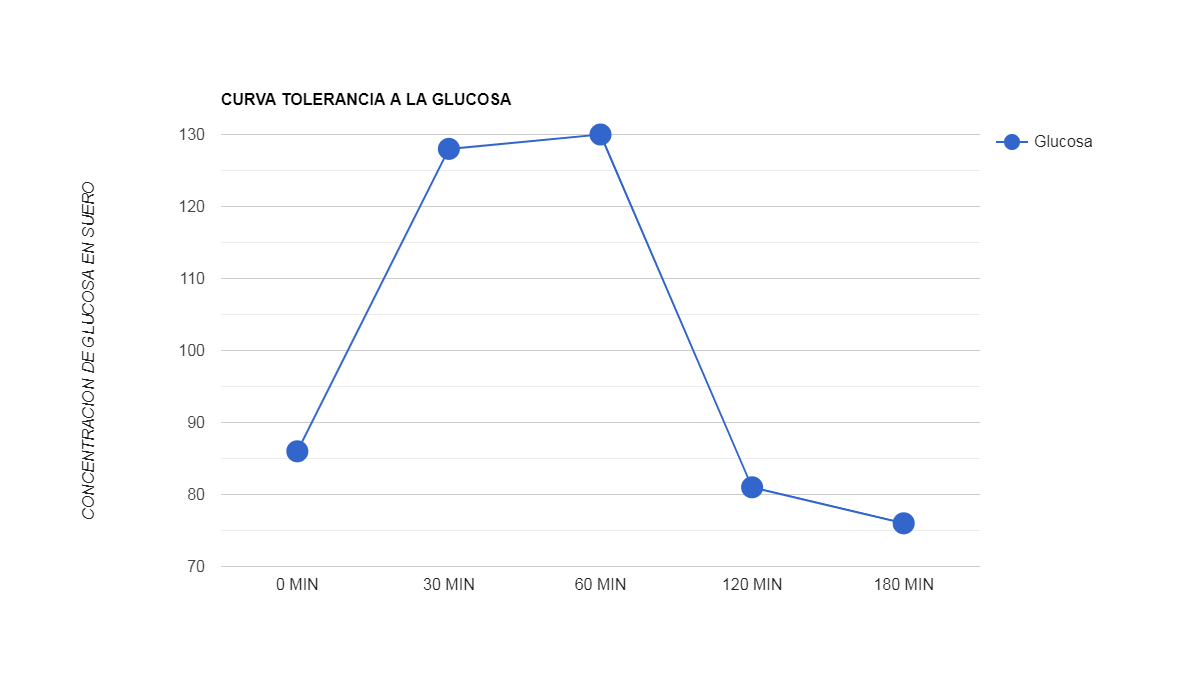 CURVA TOLERANCIA A LA GLUCOSA
CONCENTRACION DE GLUCOSA EN SUERO
130
120
110
100
90
80
70
0 MIN
30 MIN
60 MIN
120 MIN
180 MIN
Glucosa